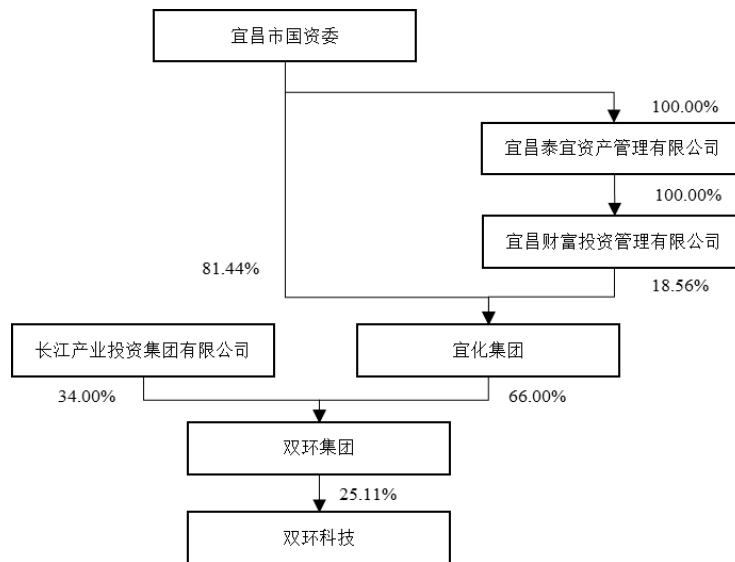 宜昌市国资委
100.00%
宜昌泰宜资产管理有限公司
100.00%
宜昌财富投资管理有限公司
81.44%
18.56%
长江产业投资集团有限公司
宜化集团
34.00%
66.00%
双环集团
25.11%
双环科技